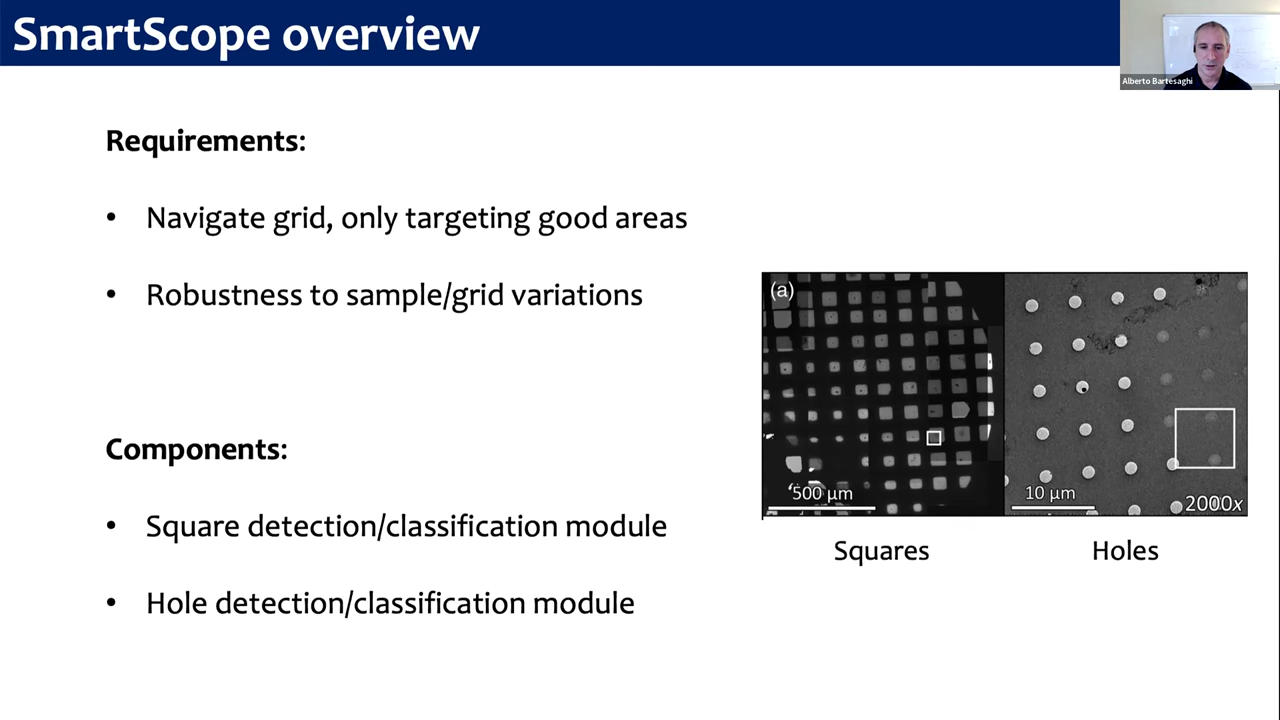 SmartScope overview
Alberto Bartesaghi
Requirements:
• Navigate grid, only targeting good areas
• Robustness to sample/grid variations
Components:
• Square detection/classification module
• Hole detection/classification module
(a)
500 µm
10 µm
2000x
Squares
Holes